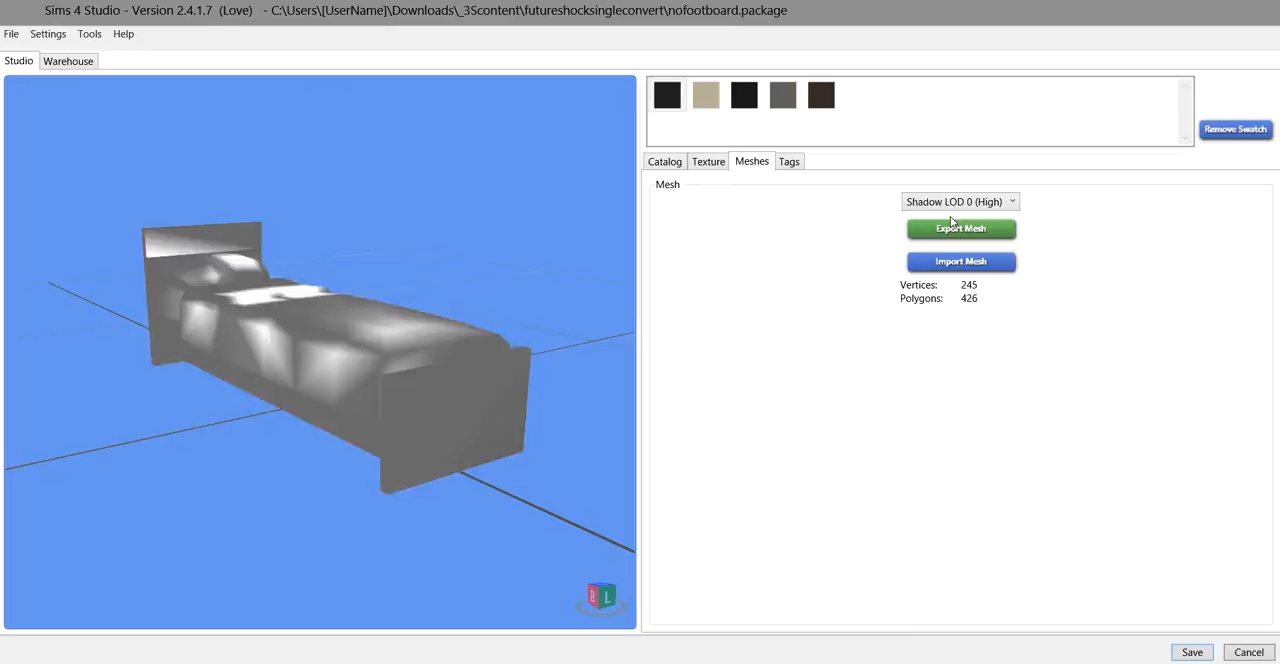 Sims 4 Studio - Version 2.4.1.7 (Love) - C:\Users\[UserName]\Downloads\_3Scontent\futureshocksingleconvert\nofootboard.package
File Settings Tools Help
Studio Warehouse
Remove Swatch
Catalog Texture Meshes Tags
Mesh
Shadow LOD 0 (High)
Export Mesh
Import Mesh
Vertices: 245
Polygons: 426
B L
Save Cancel